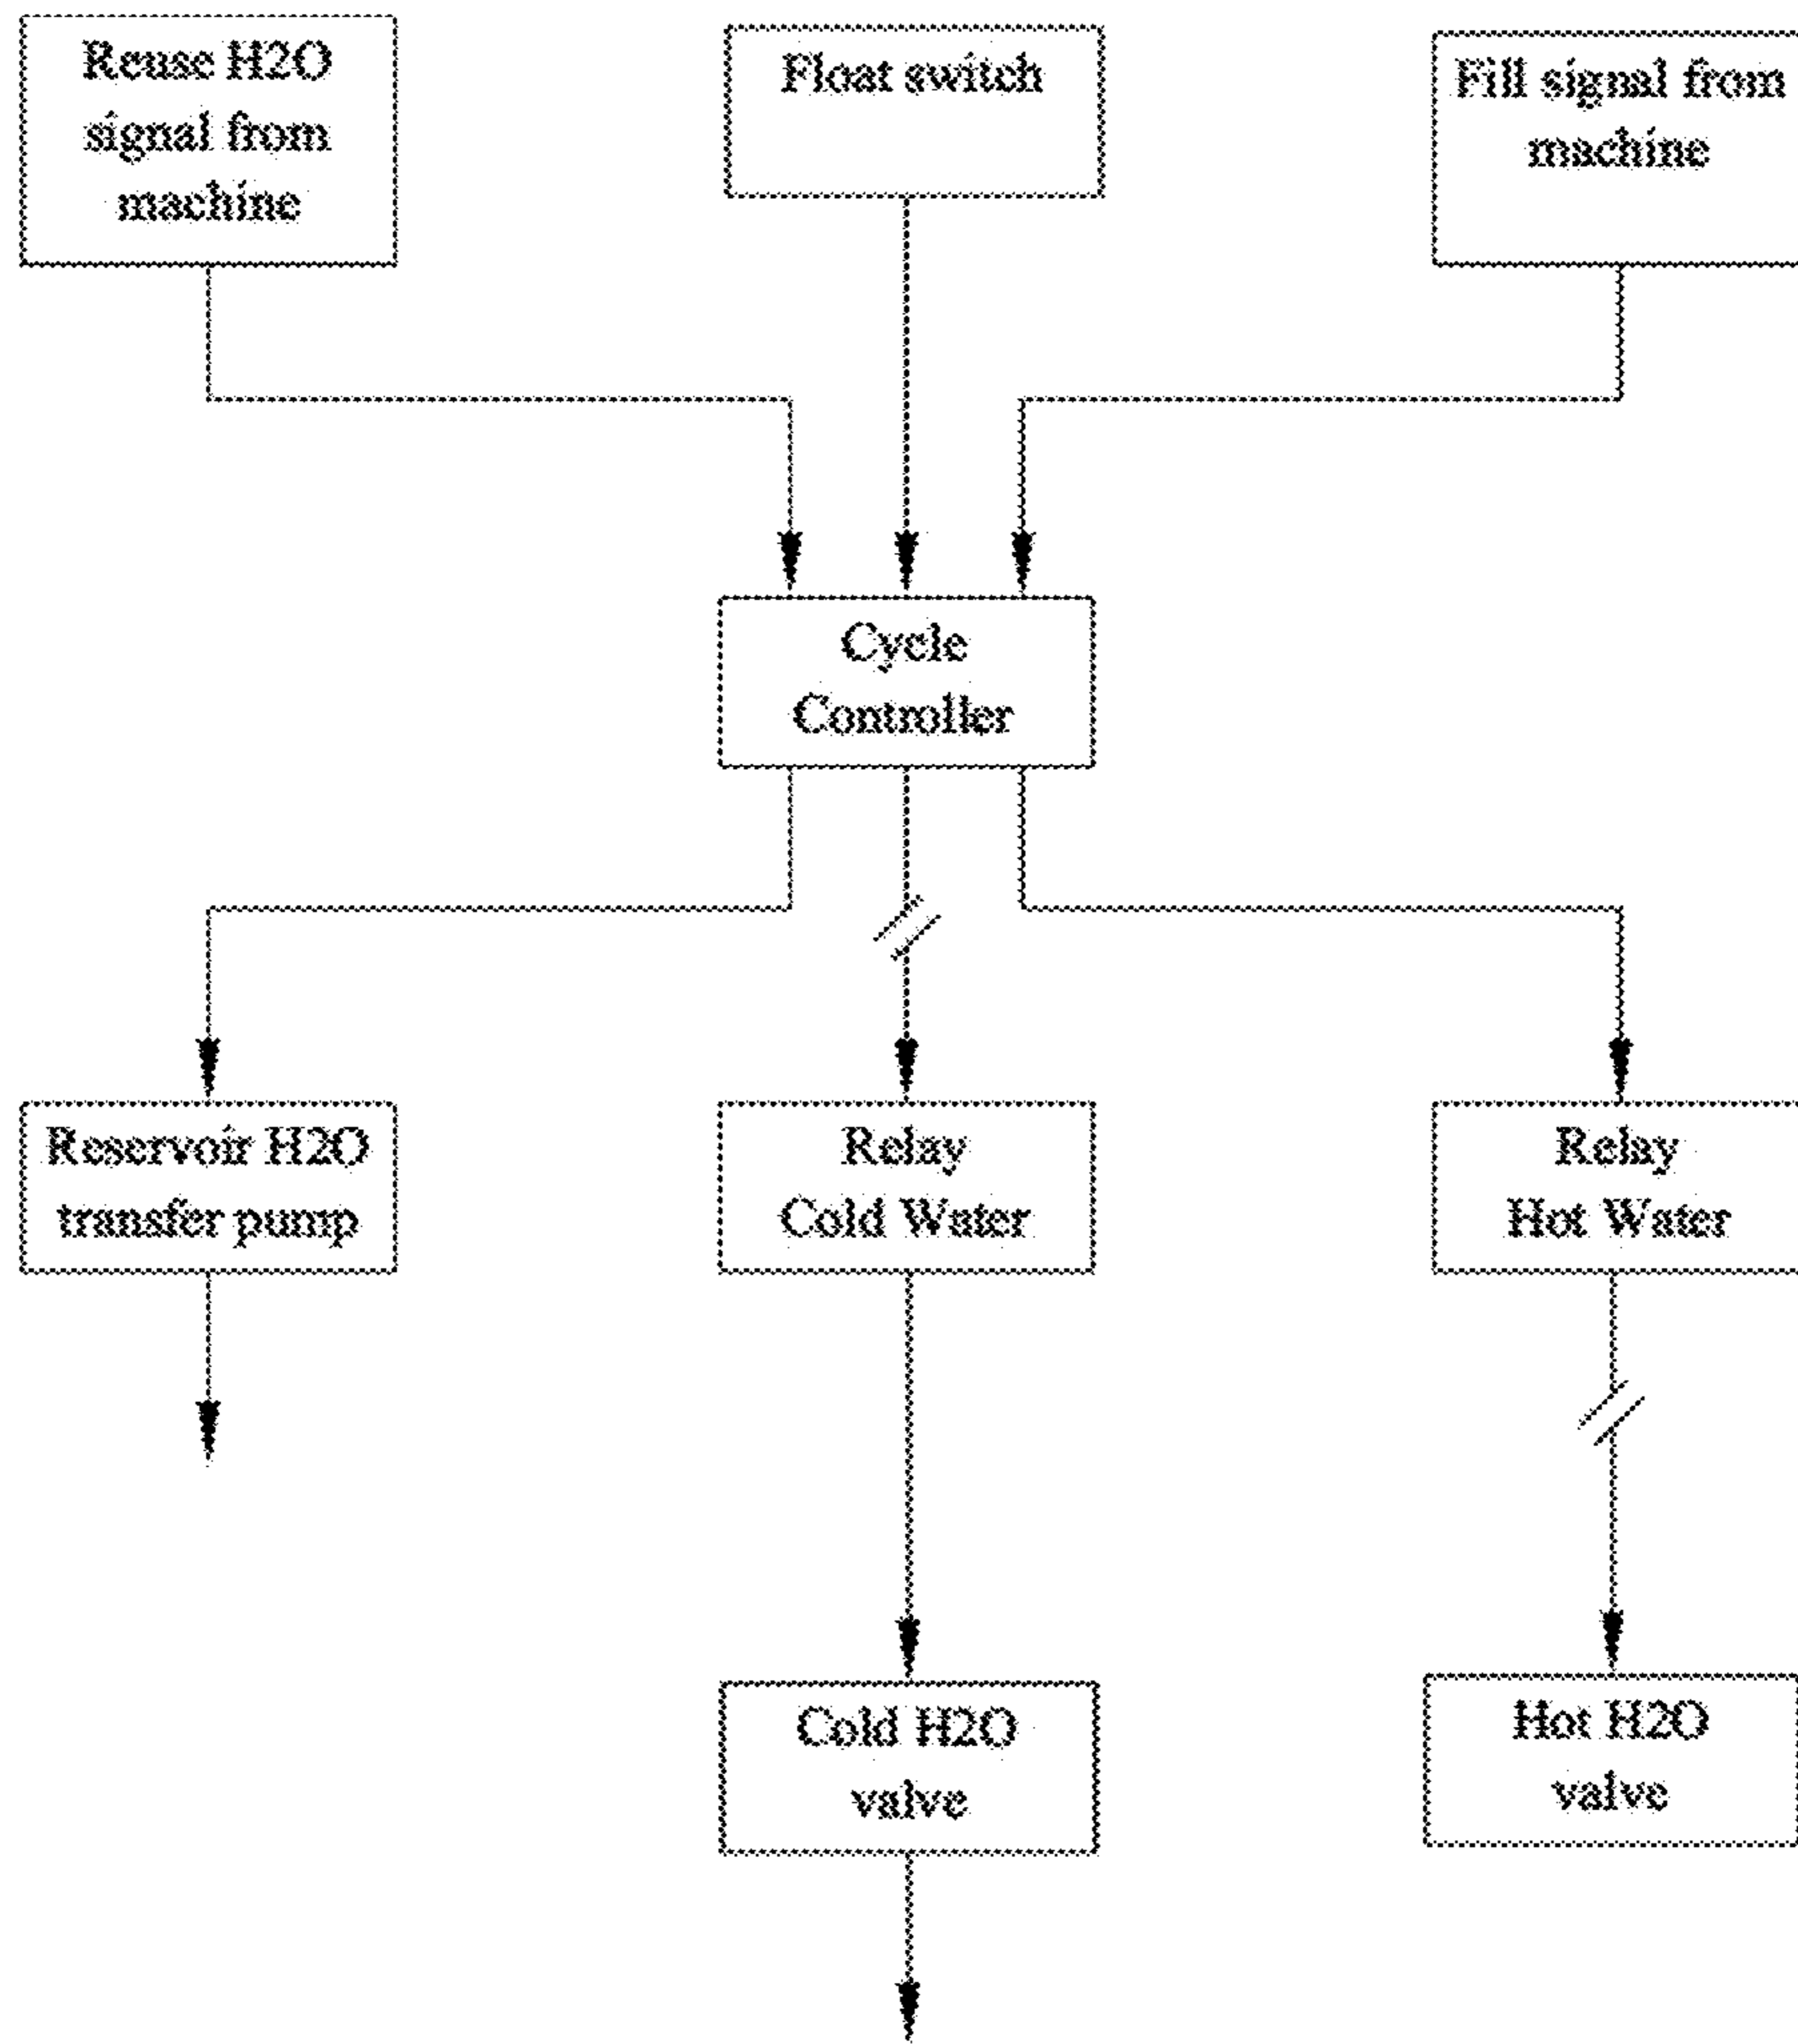 Reuse H2O
signal from
machine
Float switch
Fill signal from
machine
Cycle
Controller
Reservoir H2O
transfer pump
Relay
Cold Water
Relay
Hot Water
Cold H2O
valve
Hot H2O
valve